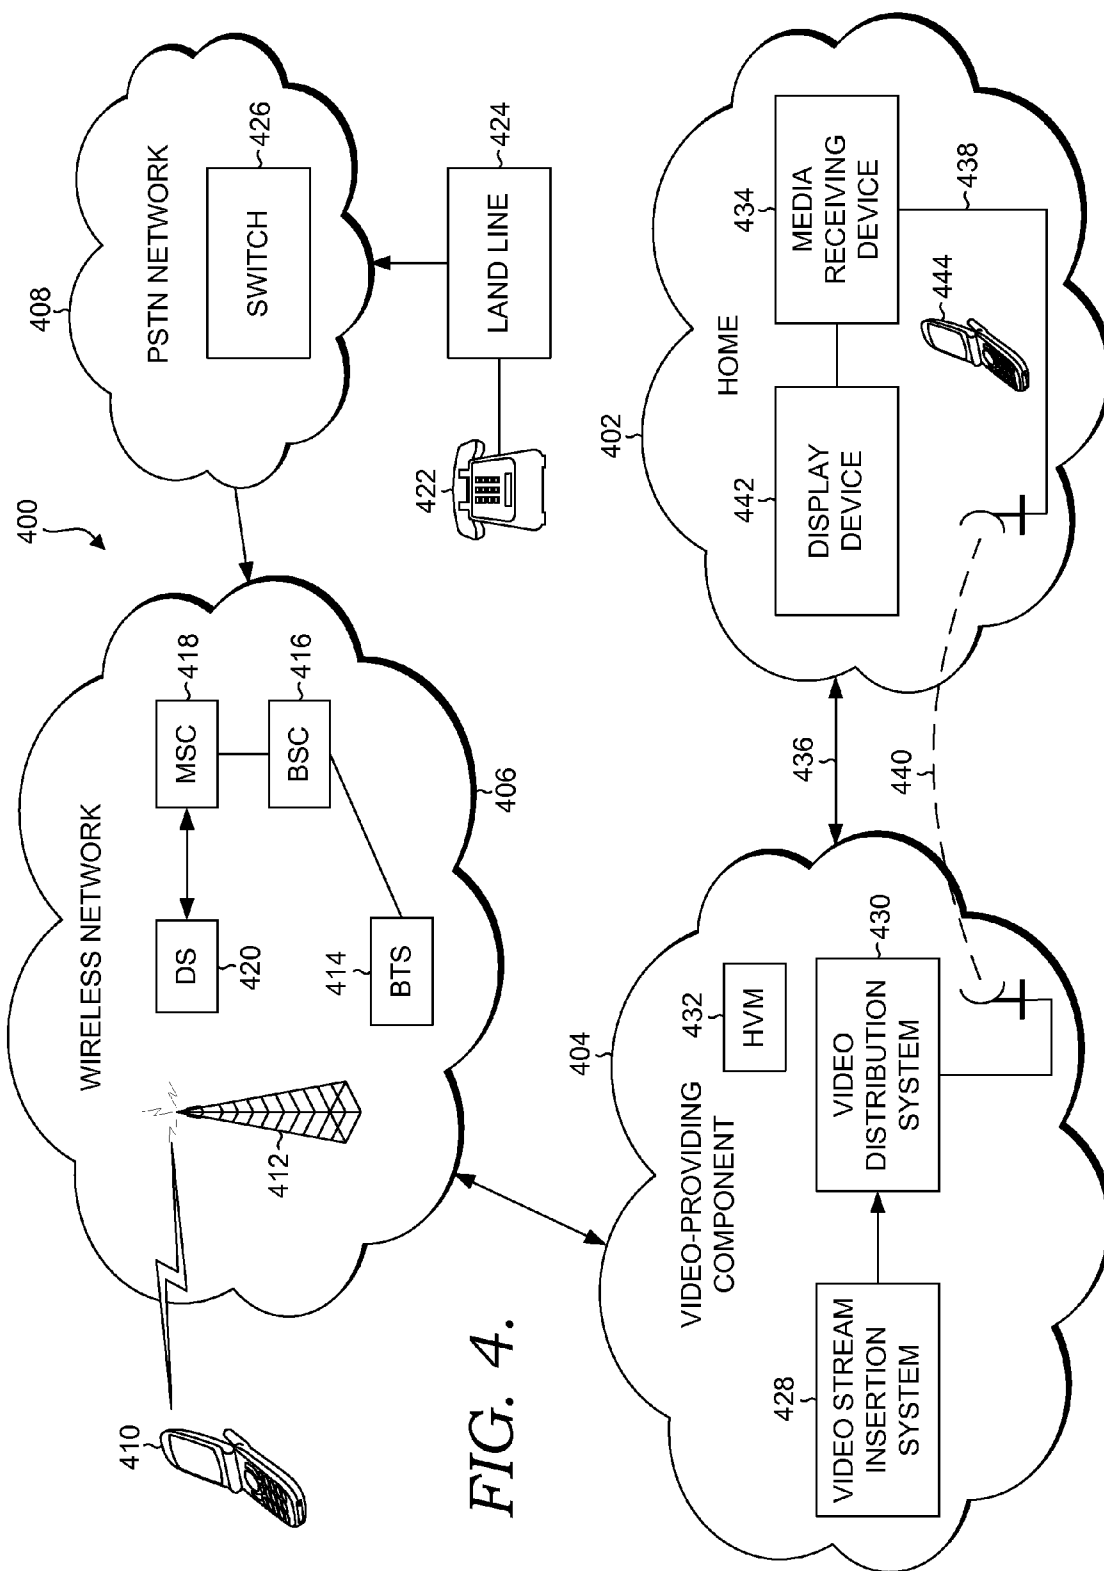 400
WIRELESS NETWORK
410
412
DS
420
MSC
418
414
BTS
BSC
416
406
408
PSTN NETWORK
SWITCH
426
422
LAND LINE
424
FIG. 4.
404
VIDEO-PROVIDING
COMPONENT
432
HVM
428
VIDEO STREAM
INSERTION
SYSTEM
VIDEO
DISTRIBUTION
SYSTEM
430
436
440
402
HOME
442
DISPLAY
DEVICE
434
MEDIA
RECEIVING
DEVICE
444
438